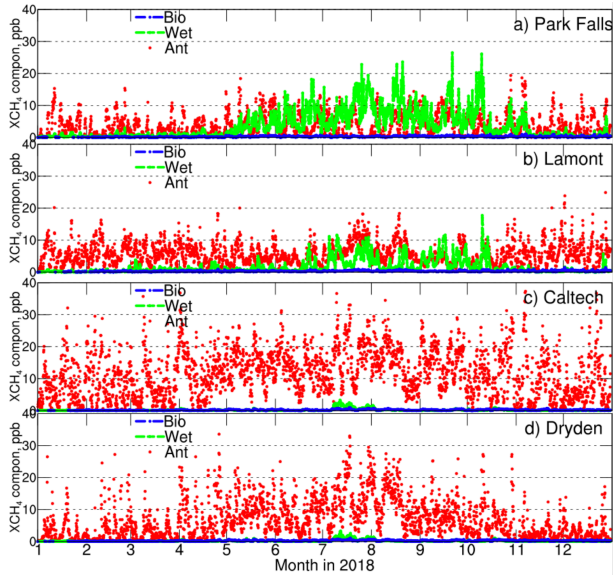 a) Park Falls
Bio
Wet
Ant
XCH₄ compon, ppb
40
30
20
10
0
b) Lamont
Bio
Wet
Ant
XCH₄ compon, ppb
40
30
20
10
0
c) Caltech
Bio
Wet
Ant
XCH₄ compon, ppb
40
30
20
10
0
d) Dryden
Bio
Wet
Ant
XCH₄ compon, ppb
40
30
20
10
0
1 2 3 4 5 6 7 8 9 10 11 12
Month in 2018